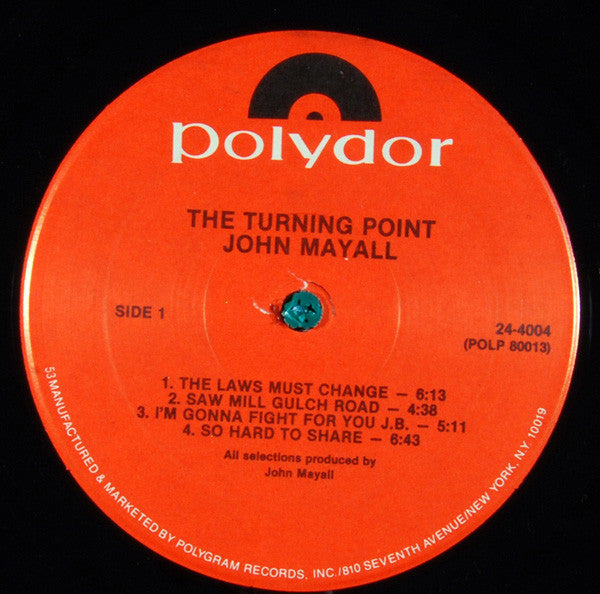 polydor
THE TURNING POINT
JOHN MAYALL
SIDE 1
24-4004
(POLP 80013)
1. THE LAWS MUST CHANGE — 6:13
2. SAW MILL GULCH ROAD — 4:38
3. I'M GONNA FIGHT FOR YOU J.B. — 5:11
4. SO HARD TO SHARE — 6:43
All selections produced by
John Mayall
53 MANUFACTURED & MARKETED BY POLYGRAM RECORDS, INC./810 SEVENTH AVENUE/NEW YORK, NY. 10019